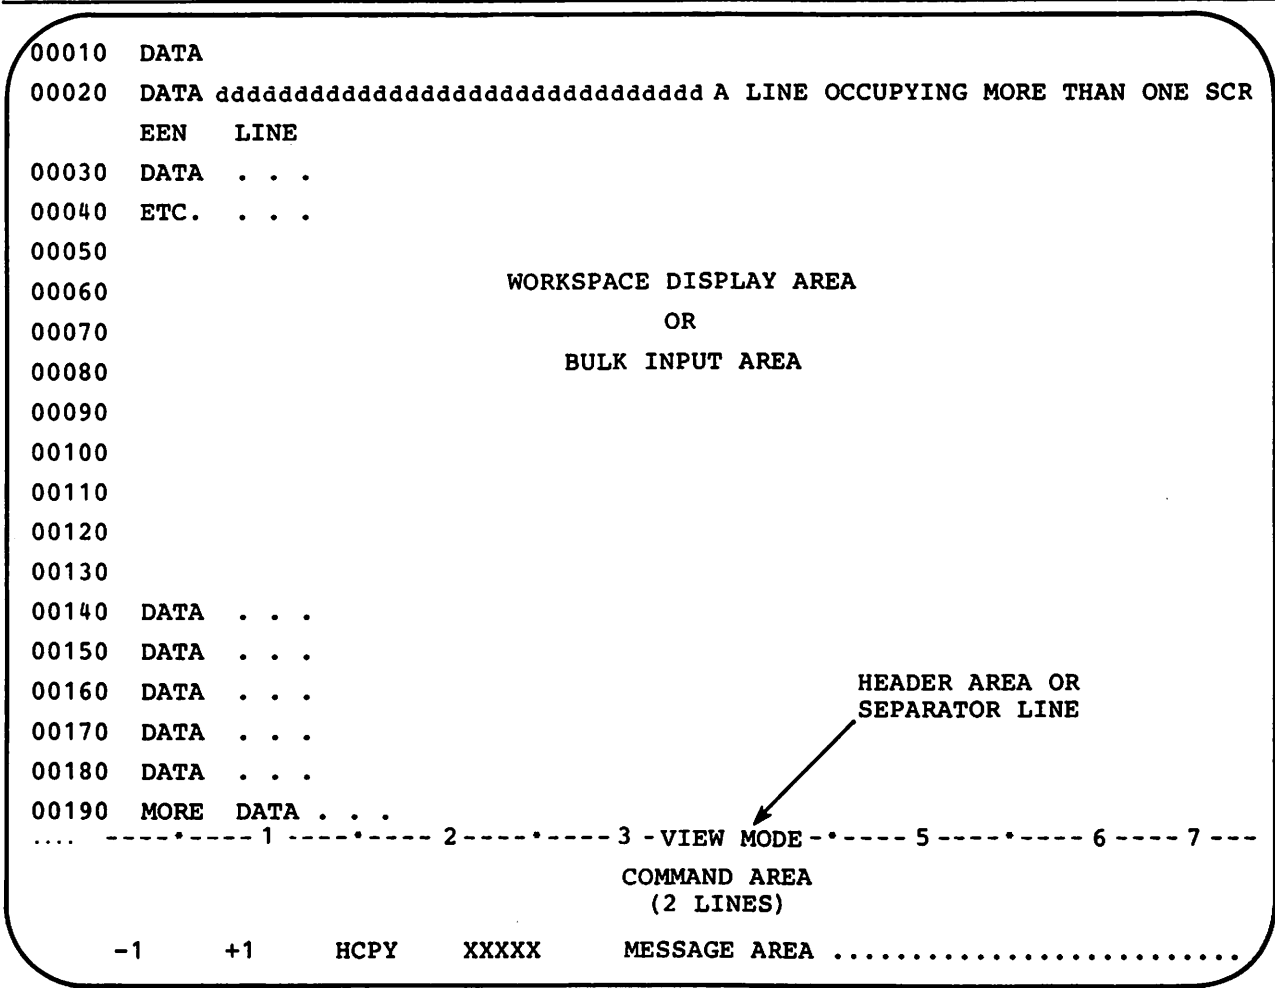 00010 DATA
00020 DATA ddddddddddddddddddddddddddddddd A LINE OCCUPYING MORE THAN ONE SCR
EEN LINE
00030 DATA . . .
00040 ETC. . . .
00050
WORKSPACE DISPLAY AREA
00060
OR
00070
BULK INPUT AREA
00080
00090
00100
00110
00120
00130
00140 DATA . . .
00150 DATA . . .
00160 DATA . . .
HEADER AREA OR
SEPARATOR LINE
00170 DATA . . .
00180 DATA . . .
00190 MORE DATA . . .
.... ----•---- 1 ----•---- 2----•---- 3 -VIEW MODE-•---- 5----•---- 6 ---- 7 ---
COMMAND AREA
(2 LINES)
-1 +1 HCPY XXXXX MESSAGE AREA ..........................